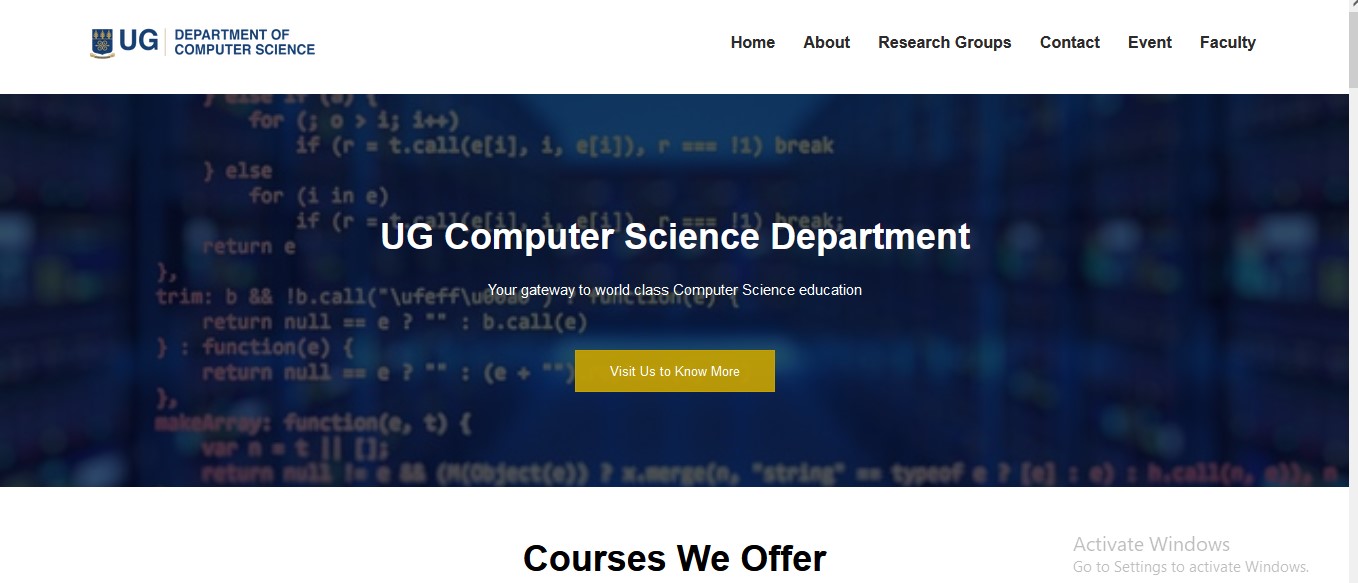 UG DEPARTMENT OF
COMPUTER SCIENCE
Home About Research Groups Contact Event Faculty
} else if (a) {
for (; o > i; i++)
if (r = t.call(e[i], i, e[i]), r === !1) break
} else
for (i in e)
if (r = t.call(e[i], i, e[i]), r === !1) break;
UG Computer Science Department
return e
},
Your gateway to world class Computer Science education
trim: b && !b.call("\ufeff\u00a0") ? function(e) {
return null == e ? "" : b.call(e)
} : function(e) {
return null == e ? "" : (e + "")
Visit Us to Know More
},
makeArray: function(e, t) {
var n = t || [];
return null != e && (M(Object(e)) ? x.merge(n, "string" == typeof e ? [e] : e) : h.call(n, e)), n
Courses We Offer
Activate Windows
Go to Settings to activate Windows.